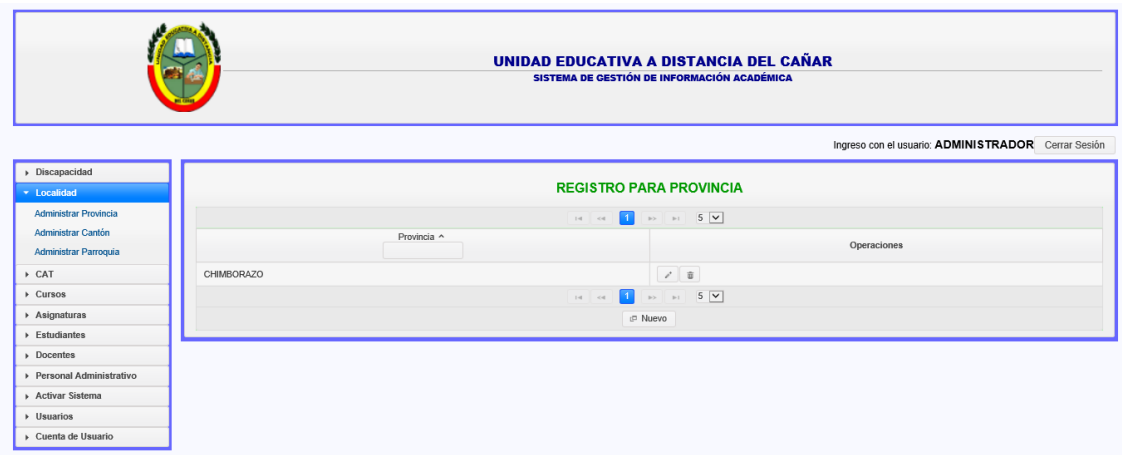 UNIDAD EDUCATIVA A DISTANCIA DEL CAÑAR
SISTEMA DE GESTIÓN DE INFORMACIÓN ACADÉMICA
DEL CAÑAR
Ingreso con el usuario: ADMINISTRADOR Cerrar Sesión
Discapacidad
Localidad
Administrar Provincia
Administrar Cantón
Administrar Parroquia
CAT
Cursos
Asignaturas
Estudiantes
Docentes
Personal Administrativo
Activar Sistema
Usuarios
Cuenta de Usuario
REGISTRO PARA PROVINCIA
1 5
Provincia Operaciones
CHIMBORAZO
1 5
Nuevo